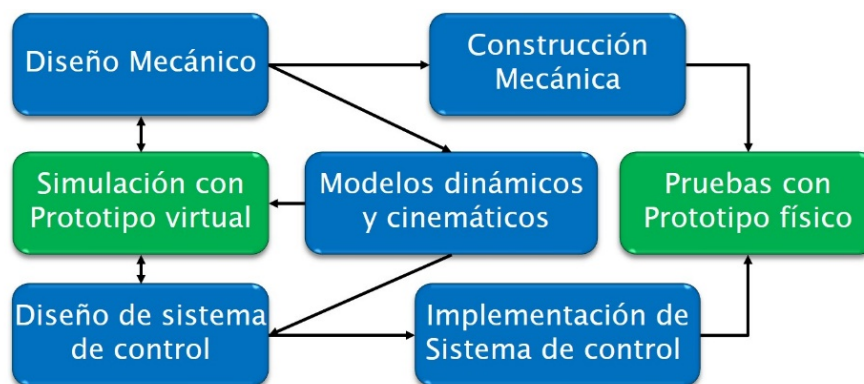 Diseño Mecánico
Construcción
Mecánica
Simulación con
Prototipo virtual
Modelos dinámicos
y cinemáticos
Pruebas con
Prototipo físico
Diseño de sistema
de control
Implementación de
Sistema de control